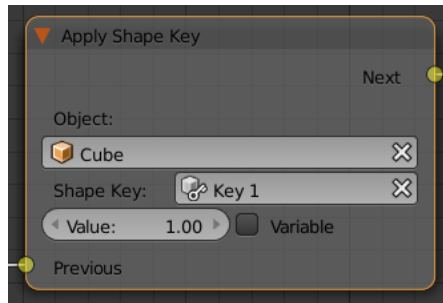 Apply Shape Key
Next
Object:
Cube
Shape Key: Key 1
Value: 1.00 Variable
Previous